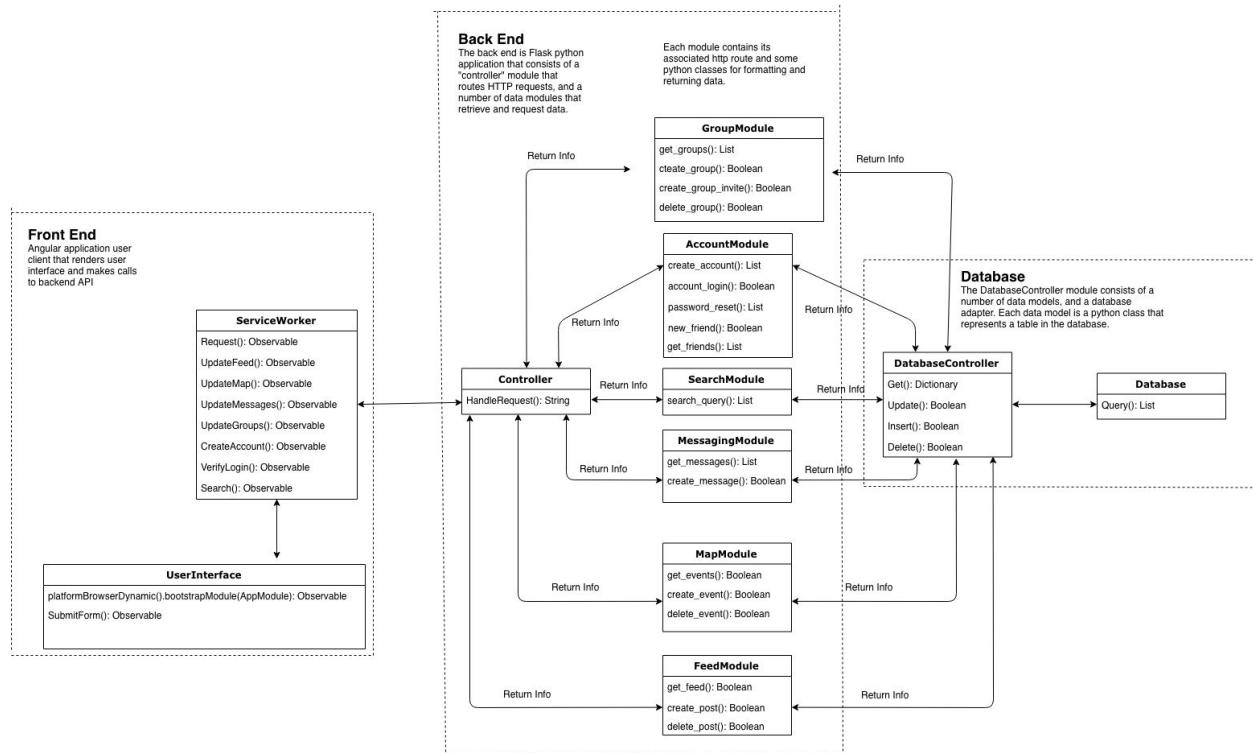 Back End
The back end is Flask python
application that consists of a
"controller" module that
routes HTTP requests, and a
number of data modules that
retrieve and request data.
Each module contains its
associated http route and some
python classes for formatting and
returning data.
GroupModule
get_groups(): List
cteate_group(): Boolean
create_group_invite(): Boolean
delete_group(): Boolean
Return Info
Return Info
Front End
Angular application user
client that renders user
interface and makes calls
to backend API
ServiceWorker
Request(): Observable
UpdateFeed(): Observable
UpdateMap(): Observable
UpdateMessages(): Observable
UpdateGroups(): Observable
CreateAccount(): Observable
VerifyLogin(): Observable
Search(): Observable
UserInterface
platformBrowserDynamic().bootstrapModule(AppModule): Observable
SubmitForm(): Observable
AccountModule
create_account(): List
account_login(): Boolean
password_reset(): List
new_friend(): Boolean
get_friends(): List
Return Info
Return Info
Database
The DatabaseController module consists of a
number of data models, and a database
adapter. Each data model is a python class that
represents a table in the database.
Controller
HandleRequest(): String
Return Info
SearchModule
search_query(): List
Return Info
DatabaseController
Get(): Dictionary
Update(): Boolean
Insert(): Boolean
Delete(): Boolean
Database
Query(): List
MessagingModule
get_messages(): List
create_message(): Boolean
Return Info
Return Info
MapModule
get_events(): Boolean
create_event(): Boolean
delete_event(): Boolean
Return Info
Return Info
FeedModule
get_feed(): Boolean
create_post(): Boolean
delete_post(): Boolean
Return Info
Return Info